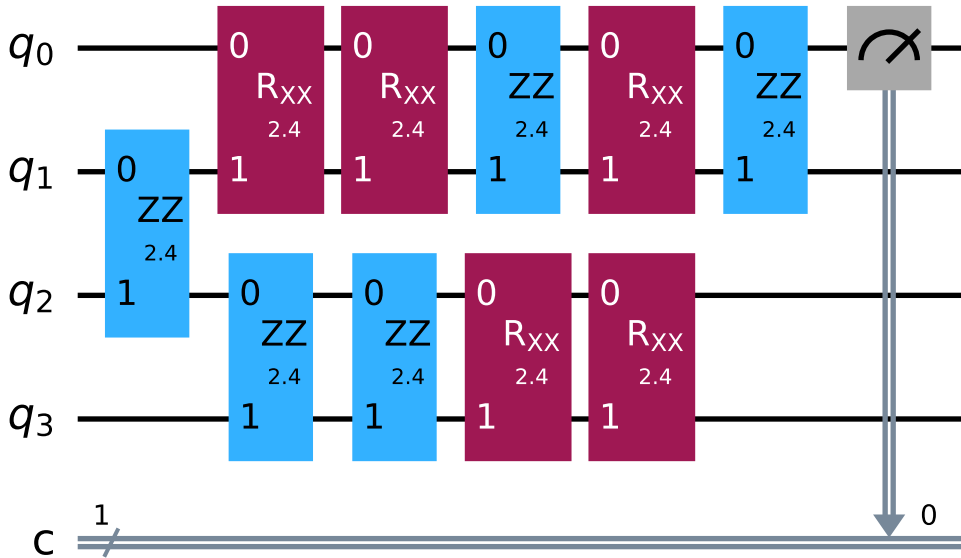 q0 0 0 0 0 0
RXX RXX ZZ RXX ZZ
2.4 2.4 2.4 2.4 2.4
q1 0 1 1 1 1 1
ZZ
2.4
q2 1 0 0 0 0
ZZ ZZ RXX RXX
2.4 2.4 2.4 2.4
q3 1 1 1 1
1 0
c